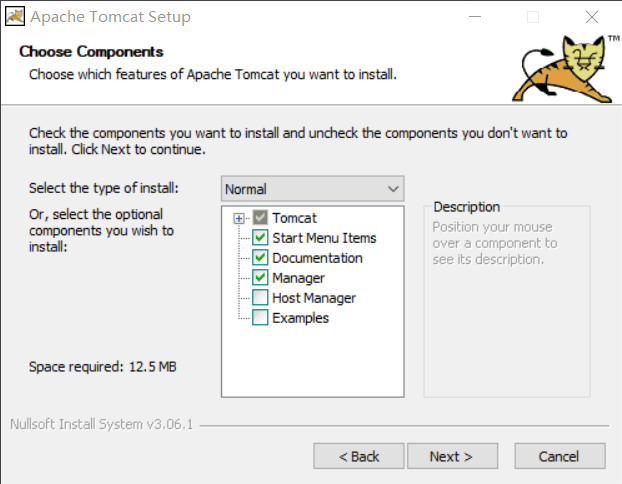 Apache Tomcat Setup
Choose Components
Choose which features of Apache Tomcat you want to install.
TM
Check the components you want to install and uncheck the components you don't want to
install. Click Next to continue.
Select the type of install:
Normal
Or, select the optional
components you wish to
install:
Tomcat
Start Menu Items
Documentation
Manager
Host Manager
Examples
Description
Position your mouse
over a component to
see its description.
Space required: 12.5 MB
Nullsoft Install System v3.06.1
< Back
Next >
Cancel